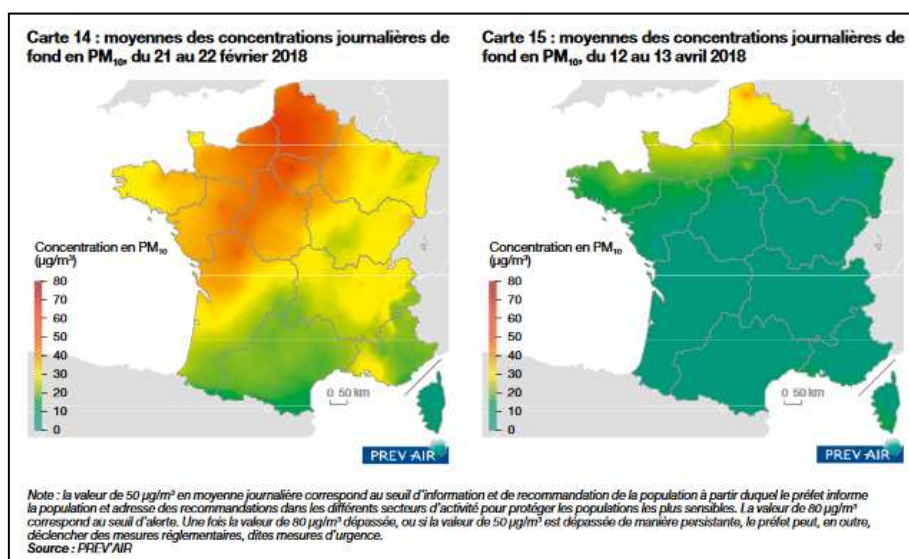 Carte 14 : moyennes des concentrations journalières de
fond en PM₁₀, du 21 au 22 février 2018
Concentration en PM₁₀
(µg/m³)
80
70
60
50
40
30
20
10
0
0 50 km
PREV AIR
Carte 15 : moyennes des concentrations journalières de
fond en PM₁₀, du 12 au 13 avril 2018
Concentration en PM₁₀
(µg/m³)
80
70
60
50
40
30
20
10
0
0 50 km
PREV AIR
Note : la valeur de 50 µg/m³ en moyenne journalière correspond au seuil d'information et de recommandation de la population à partir duquel le préfet informe
la population et adresse des recommandations dans les différents secteurs d'activité pour protéger les populations les plus sensibles. La valeur de 80 µg/m³
correspond au seuil d'alerte. Une fois la valeur de 80 µg/m³ dépassée, ou si la valeur de 50 µg/m³ est dépassée de manière persistante, le préfet peut, en outre,
déclencher des mesures réglementaires, dites mesures d'urgence.
Source : PREV'AIR